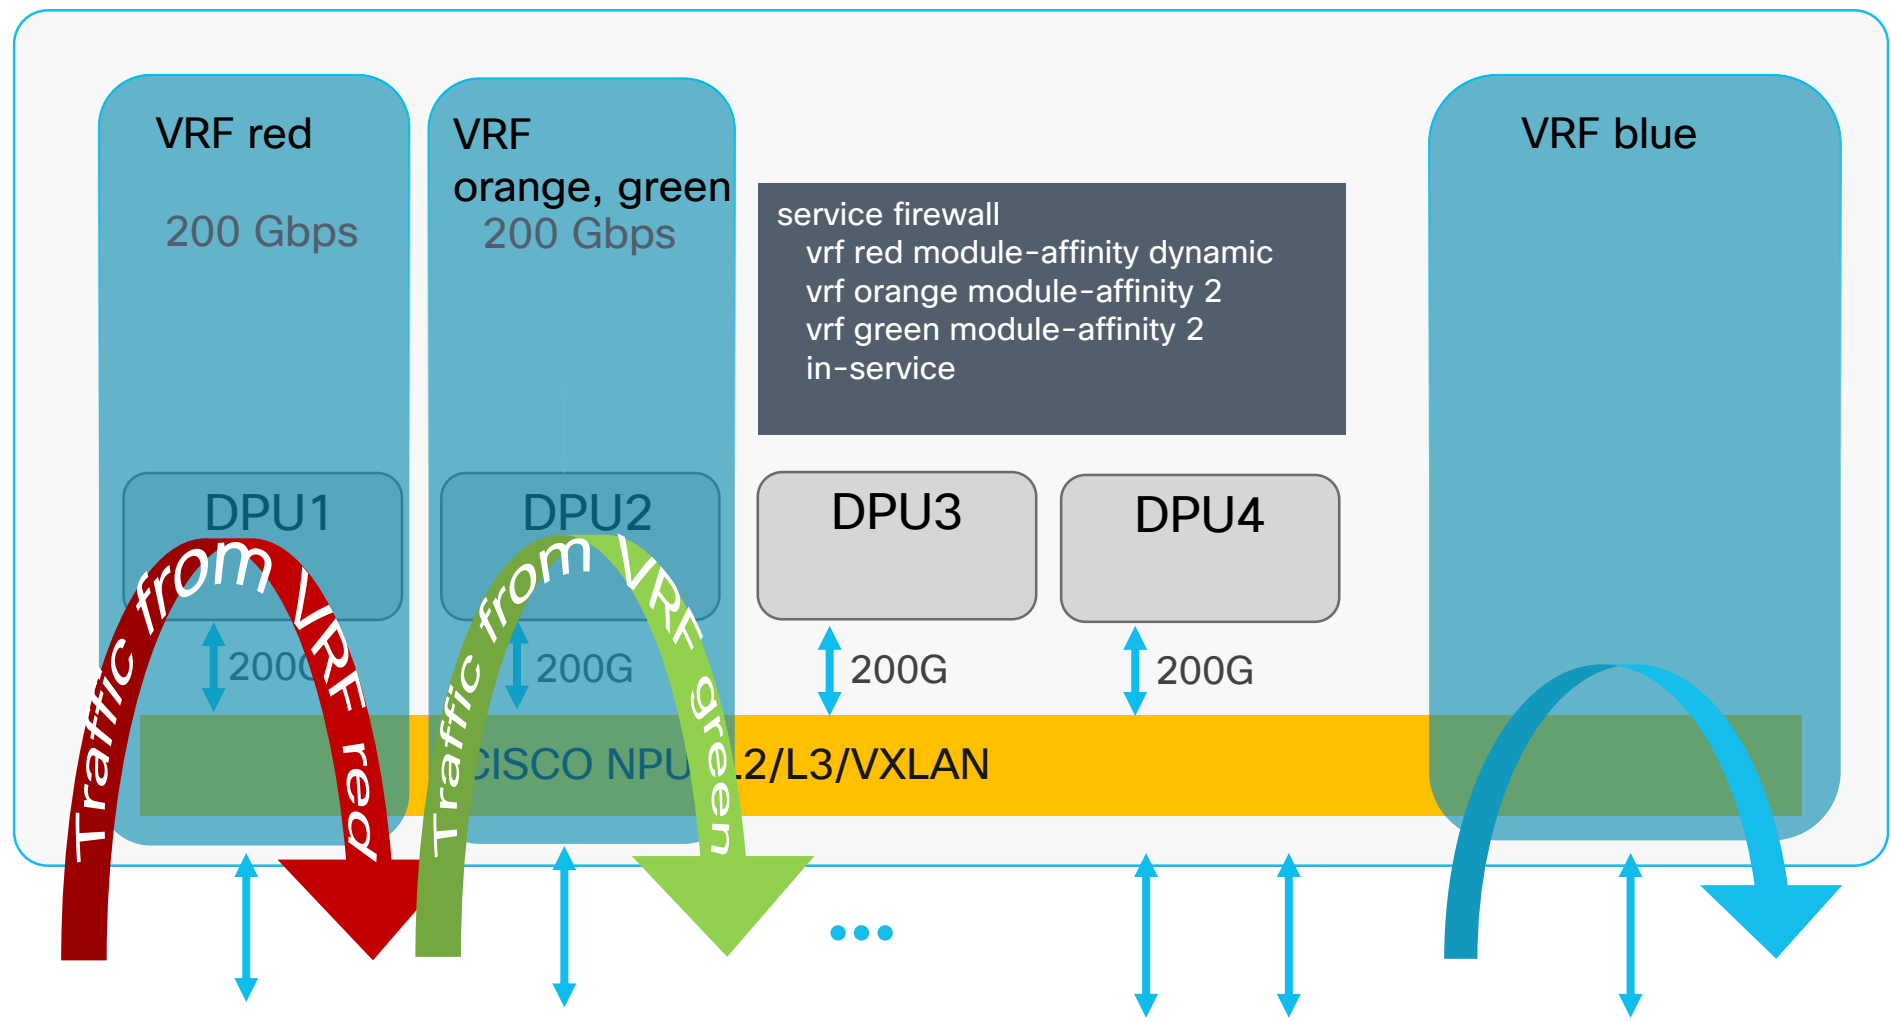 VRF red
200 Gbps
VRF
orange, green
200 Gbps
VRF blue
service firewall
vrf red module-affinity dynamic
vrf orange module-affinity 2
vrf green module-affinity 2
in-service
DPU1
DPU2
DPU3
DPU4
Traffic from VRF red
Traffic from VRF green
200G
200G
200G
200G
CISCO NPU L2/L3/VXLAN